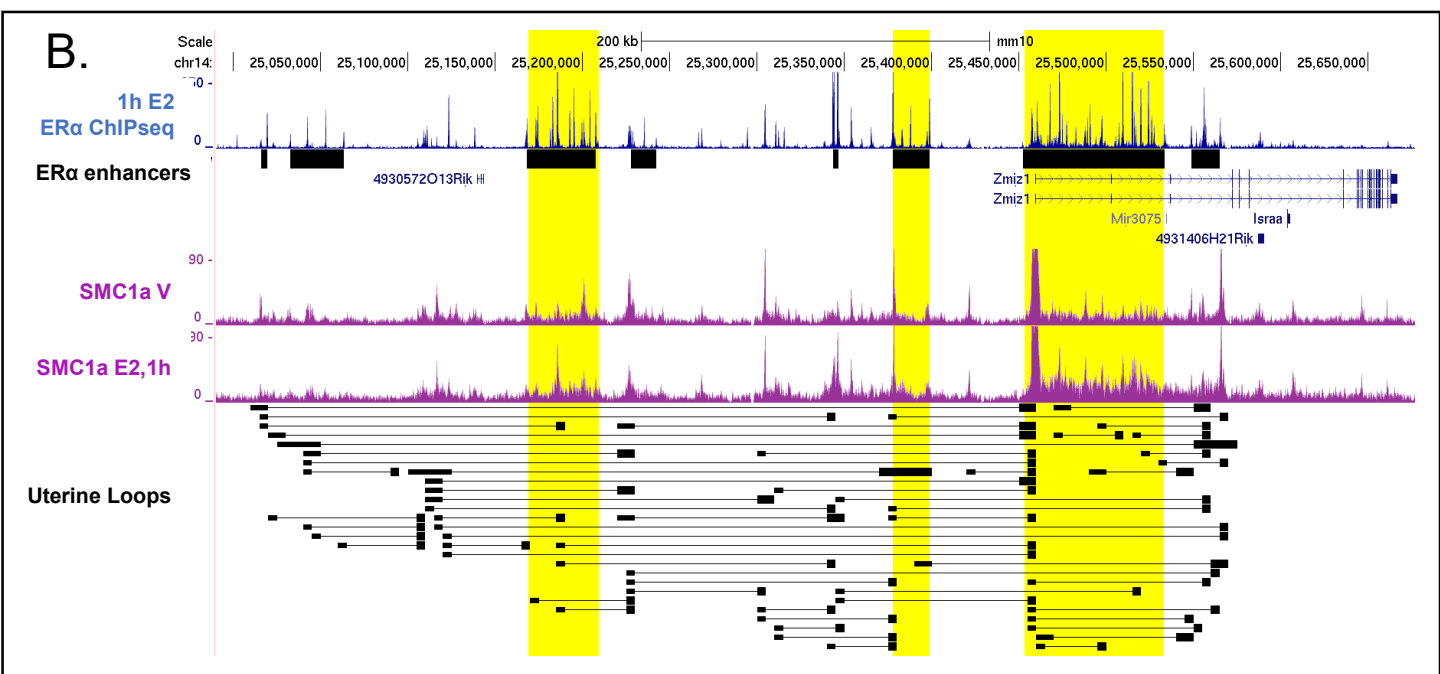 B.
Scale 200 kb mm10
chr14: 25,050,000 25,100,000 25,150,000 25,200,000 25,250,000 25,300,000 25,350,000 25,400,000 25,450,000 25,500,000 25,550,000 25,600,000 25,650,000
1h E2
ERα ChIPseq
0
ERα enhancers
4930572O13Rik
Zmiz1
Zmiz1
Mir3075 Israa
4931406H21Rik
90
SMC1a V
0
90
SMC1a E2,1h
0
Uterine Loops